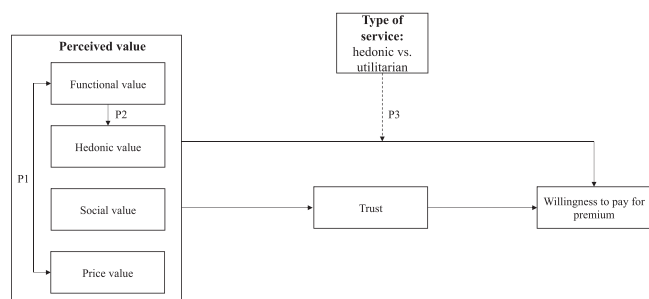 Type of
service:
hedonic vs.
utilitarian
Perceived value
Functional value
P2
P3
Hedonic value
P1
Social value
Trust
Willingness to pay for
premium
Price value